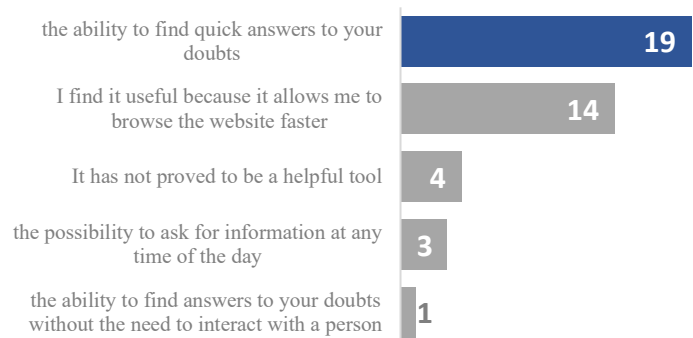 the ability to find quick answers to your
doubts
19
I find it useful because it allows me to
browse the website faster
14
It has not proved to be a helpful tool
4
the possibility to ask for information at any
time of the day
3
the ability to find answers to your doubts
without the need to interact with a person
1